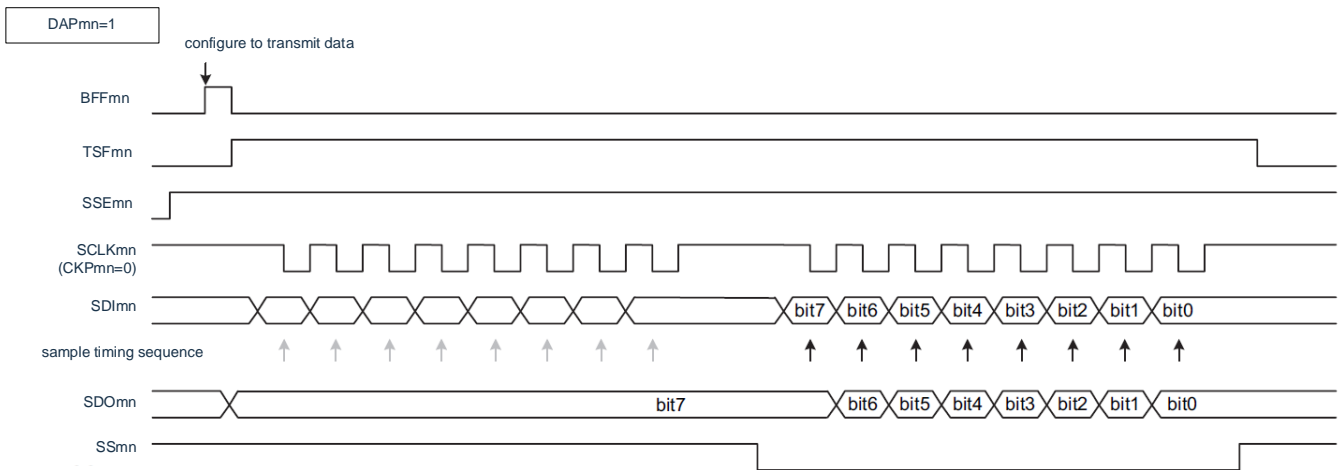 DAPmn=1
configure to transmit data
BFFmn
TSFmn
SSEmn
SCLKmn
(CKPmn=0)
SDImn
bit7 bit6 bit5 bit4 bit3 bit2 bit1 bit0
sample timing sequence
SDOmn
bit7 bit6 bit5 bit4 bit3 bit2 bit1 bit0
SSmn